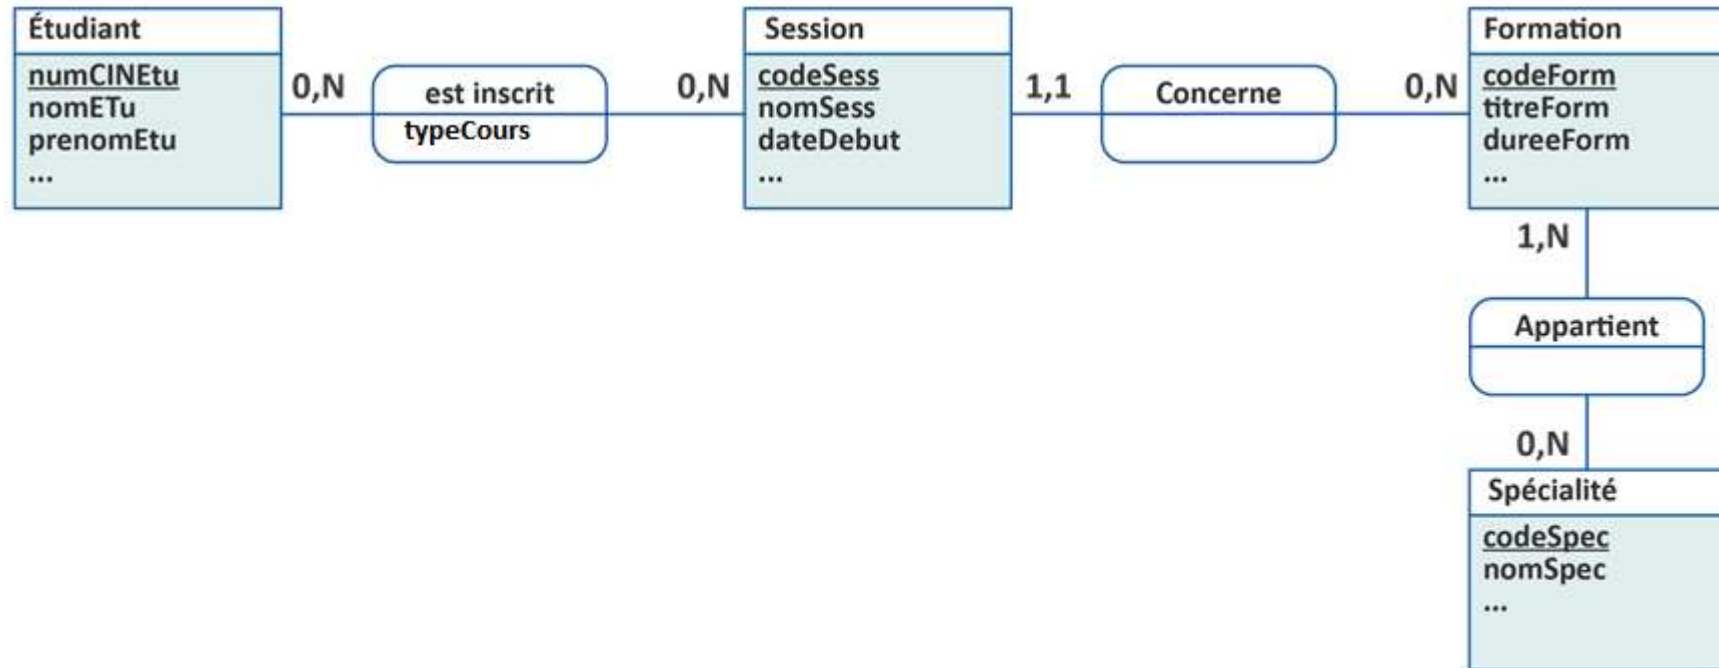 Étudiant
numCINEtu
nomETu
prenomEtu
...
0,N
est inscrit
typeCours
0,N
Session
codeSess
nomSess
dateDebut
...
1,1
Concerne
0,N
Formation
codeForm
titreForm
dureeForm
...
1,N
Appartient
0,N
Spécialité
codeSpec
nomSpec
...